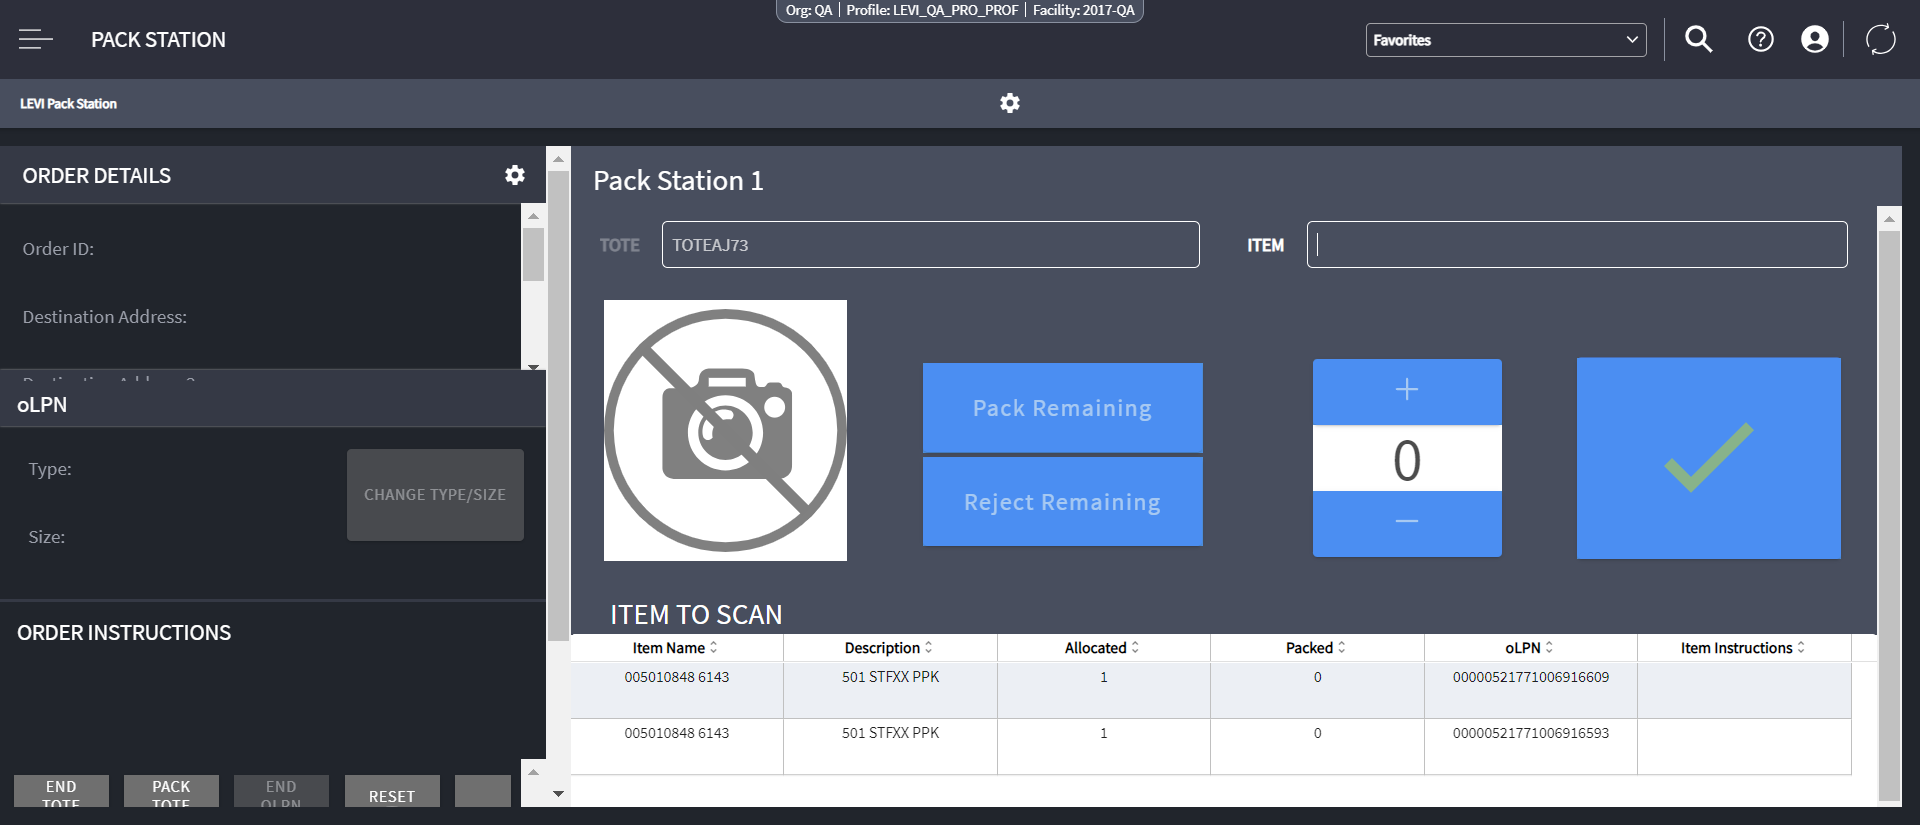 Org: QA | Profile: LEVI_QA_PRO_PROF | Facility: 2017-QA
PACK STATION
Favorites
LEVI Pack Station
ORDER DETAILS
Order ID:
Destination Address:
oLPN
Type:
CHANGE TYPE/SIZE
Size:
ORDER INSTRUCTIONS
END TOTE
PACK TOTE
END OLPN
RESET
Pack Station 1
TOTE TOTEAJ73 ITEM
Pack Remaining
Reject Remaining
+
0
−
ITEM TO SCAN
Item Name Description Allocated Packed oLPN Item Instructions
005010848 6143 501 STFXX PPK 1 0 00000521771006916609
005010848 6143 501 STFXX PPK 1 0 00000521771006916593